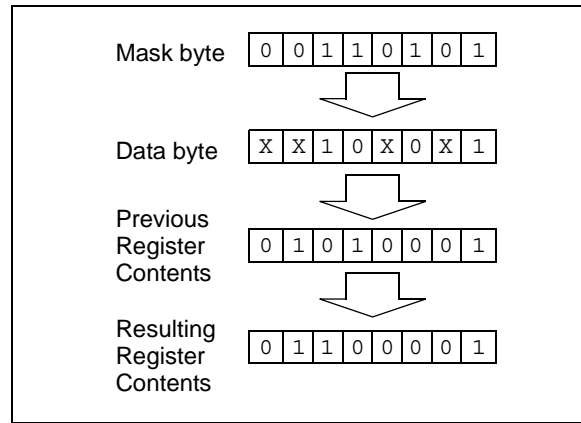 Mask byte 0 0 1 1 0 1 0 1
Data byte X X 1 0 X 0 X 1
Previous
Register 0 1 0 1 0 0 0 1
Contents
Resulting
Register 0 1 1 0 0 0 0 1
Contents